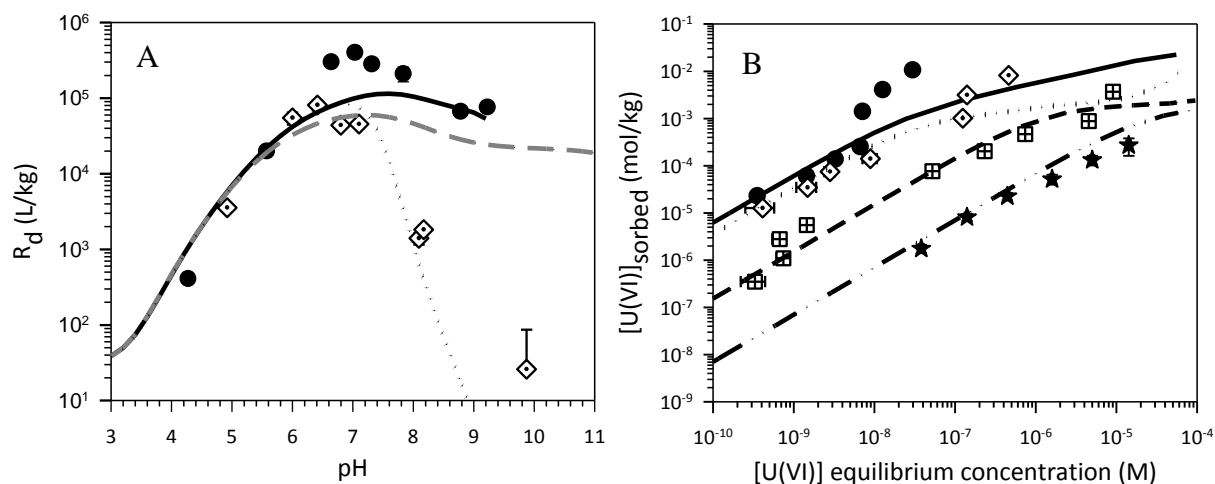 A
B
R_d (L/kg)
10^6
10^5
10^4
10^3
10^2
10^1
3 4 5 6 7 8 9 10 11
pH
[U(VI)]_sorbed (mol/kg)
10^-1
10^-2
10^-3
10^-4
10^-5
10^-6
10^-7
10^-8
10^-9
10^-10 10^-9 10^-8 10^-7 10^-6 10^-5 10^-4
[U(VI)] equilibrium concentration (M)